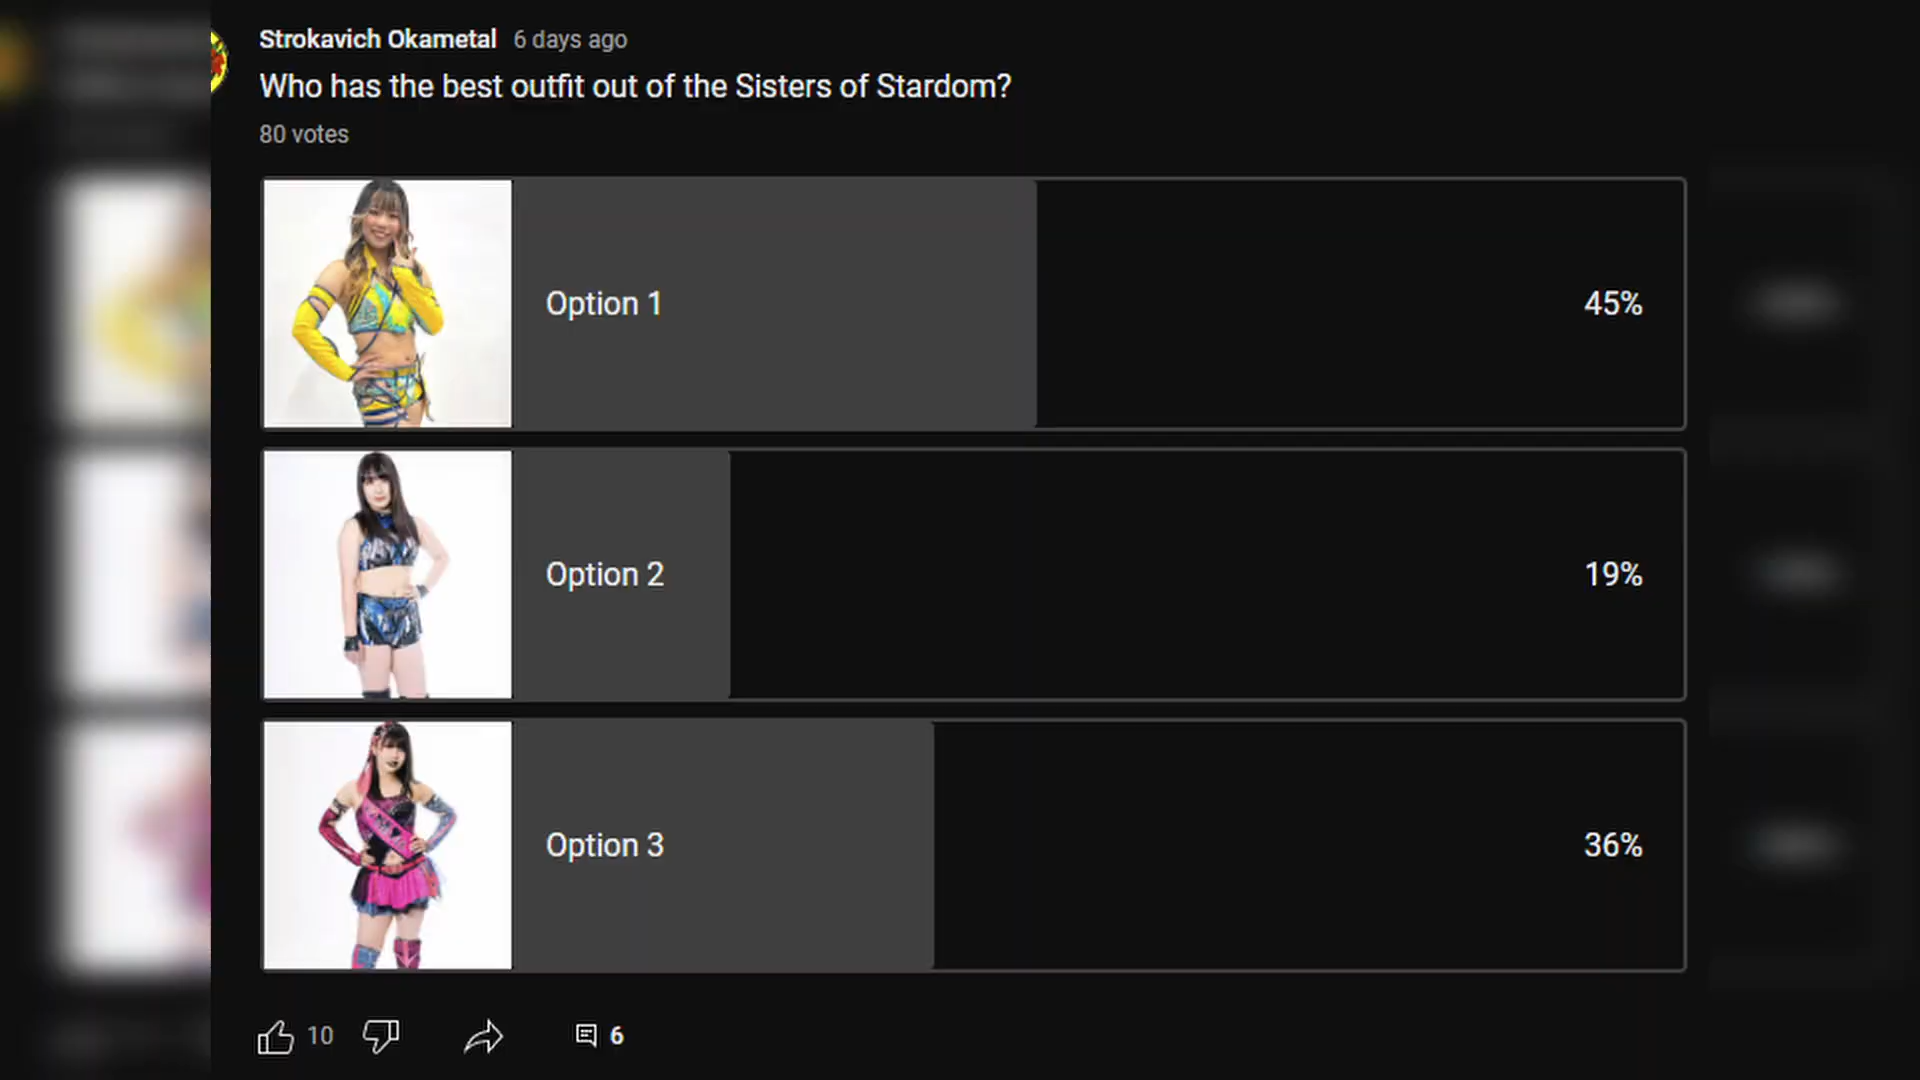 Strokavich Okametal 6 days ago
Who has the best outfit out of the Sisters of Stardom?
80 votes
Option 1 45%
Option 2 19%
Option 3 36%
10 6